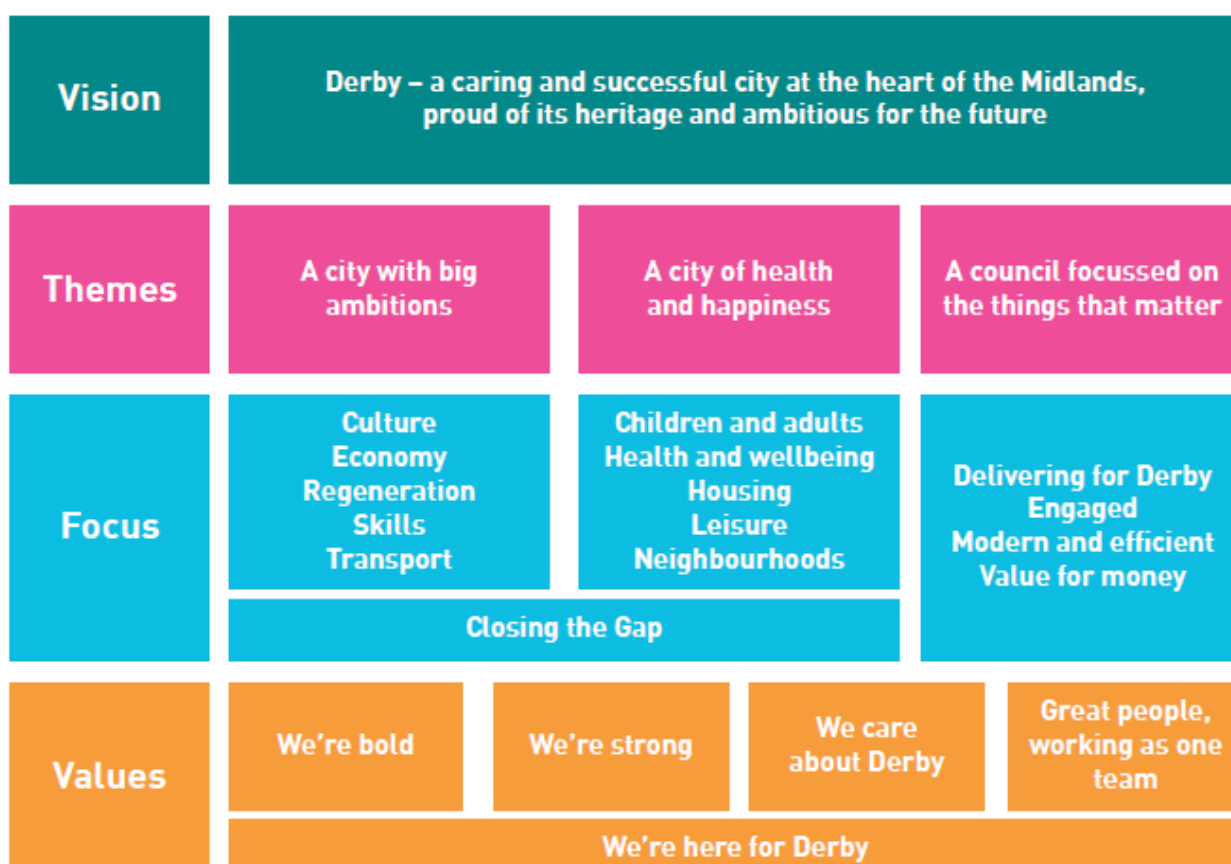 Vision
Derby – a caring and successful city at the heart of the Midlands,
proud of its heritage and ambitious for the future
Themes
A city with big
ambitions
A city of health
and happiness
A council focussed on
the things that matter
Focus
Culture
Economy
Regeneration
Skills
Transport
Children and adults
Health and wellbeing
Housing
Leisure
Neighbourhoods
Closing the Gap
Delivering for Derby
Engaged
Modern and efficient
Value for money
Values
We're bold
We're strong
We care
about Derby
Great people,
working as one
team
We're here for Derby